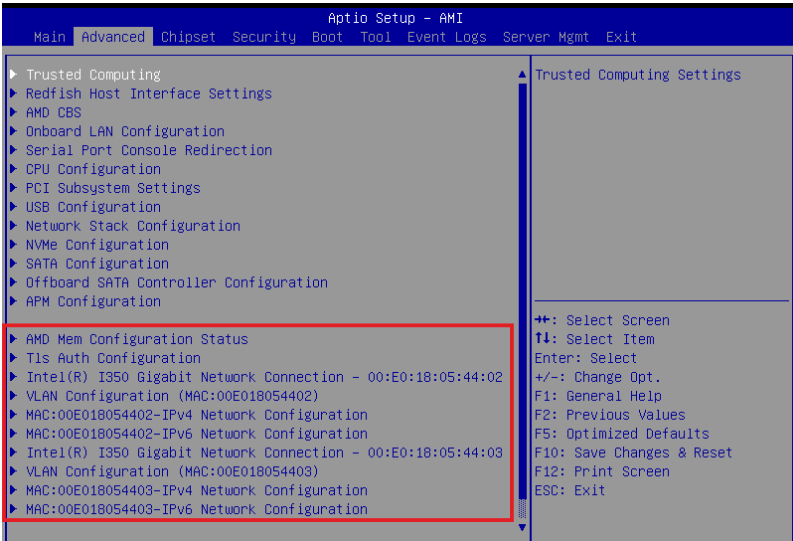 Aptio Setup - AMI
Main Advanced Chipset Security Boot Tool Event Logs Server Mgmt Exit
Trusted Computing
Redfish Host Interface Settings
AMD CBS
Onboard LAN Configuration
Serial Port Console Redirection
CPU Configuration
PCI Subsystem Settings
USB Configuration
Network Stack Configuration
NVMe Configuration
SATA Configuration
Offboard SATA Controller Configuration
APM Configuration
AMD Mem Configuration Status
Tls Auth Configuration
Intel(R) I350 Gigabit Network Connection - 00:E0:18:05:44:02
VLAN Configuration (MAC:00E018054402)
MAC:00E018054402-IPv4 Network Configuration
MAC:00E018054402-IPv6 Network Configuration
Intel(R) I350 Gigabit Network Connection - 00:E0:18:05:44:03
VLAN Configuration (MAC:00E018054403)
MAC:00E018054403-IPv4 Network Configuration
MAC:00E018054403-IPv6 Network Configuration
Trusted Computing Settings
→←: Select Screen
↑↓: Select Item
Enter: Select
+/-: Change Opt.
F1: General Help
F2: Previous Values
F5: Optimized Defaults
F10: Save Changes & Reset
F12: Print Screen
ESC: Exit